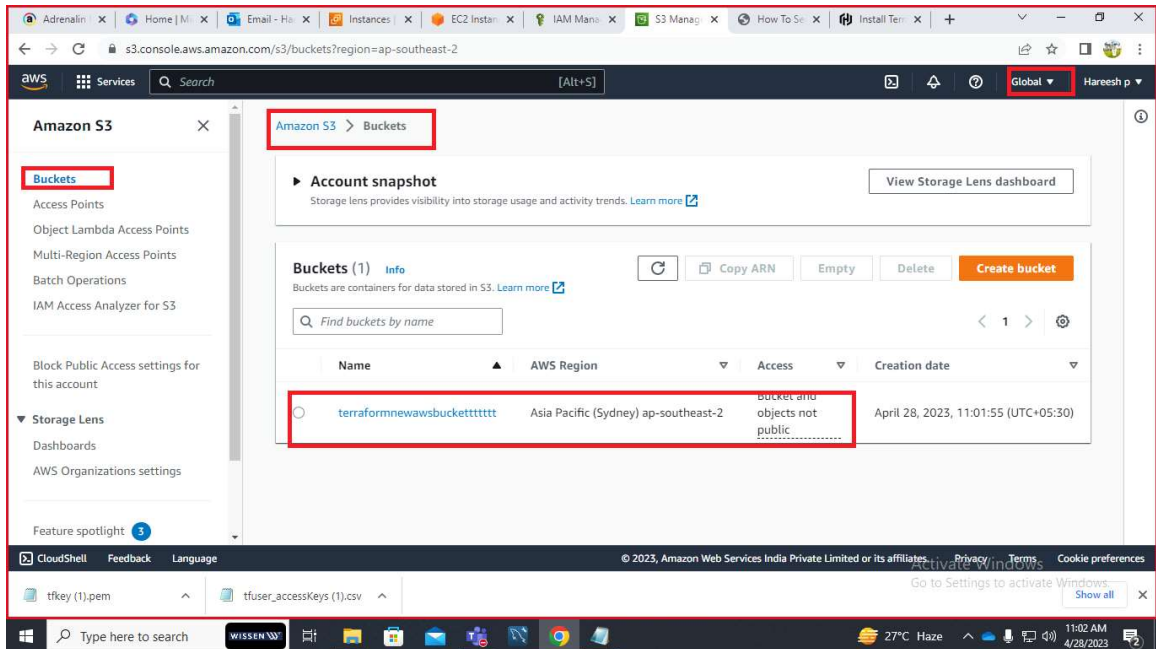 Adrenalin
Home | M
Email - Ha
Instances |
EC2 Instan
IAM Mana
S3 Manag
How To Se
Install Terr
s3.console.aws.amazon.com/s3/buckets?region=ap-southeast-2
aws
Services
Search
[Alt+S]
Global
Hareesh p
Amazon S3
Buckets
Access Points
Object Lambda Access Points
Multi-Region Access Points
Batch Operations
IAM Access Analyzer for S3
Block Public Access settings for
this account
Storage Lens
Dashboards
AWS Organizations settings
Feature spotlight 3
Amazon S3 > Buckets
Account snapshot
Storage lens provides visibility into storage usage and activity trends. Learn more
View Storage Lens dashboard
Buckets (1) Info
Buckets are containers for data stored in S3. Learn more
Copy ARN
Empty
Delete
Create bucket
Find buckets by name
< 1 >
Name AWS Region Access Creation date
terraformnewawsbuckettttttt Asia Pacific (Sydney) ap-southeast-2 Bucket and objects not public April 28, 2023, 11:01:55 (UTC+05:30)
CloudShell Feedback Language
© 2023, Amazon Web Services India Private Limited or its affiliates. Privacy Terms Cookie preferences
Activate Windows
Go to Settings to activate Windows.
tfkey (1).pem
tfuser_accessKeys (1).csv
Show all
Type here to search
WISSEN
27°C Haze
11:02 AM
4/28/2023
2